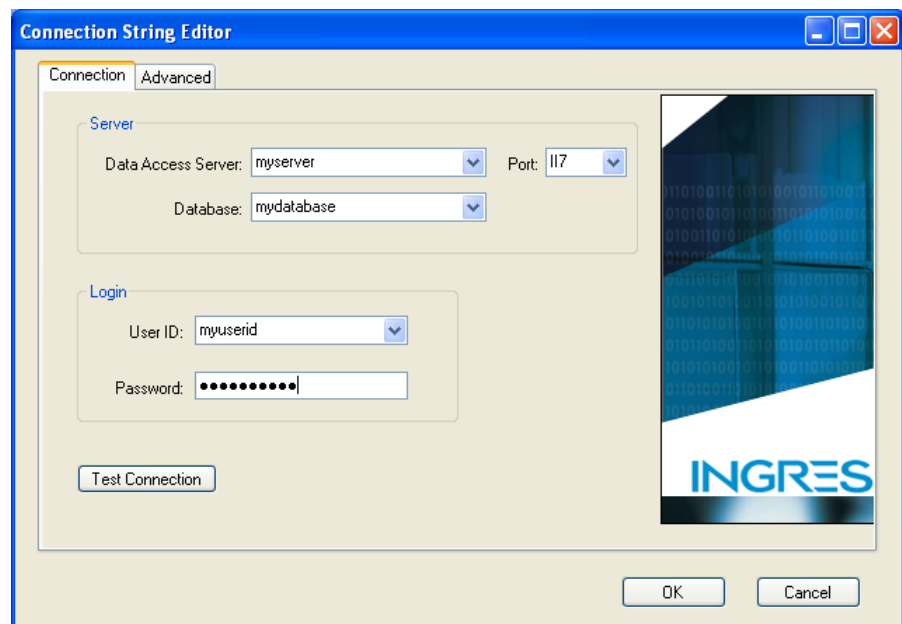 Connection String Editor
Connection Advanced
Server
Data Access Server: myserver Port: II7
Database: mydatabase
Login
User ID: myuserid
Password: ●●●●●●●●●●
Test Connection
INGRES
OK Cancel